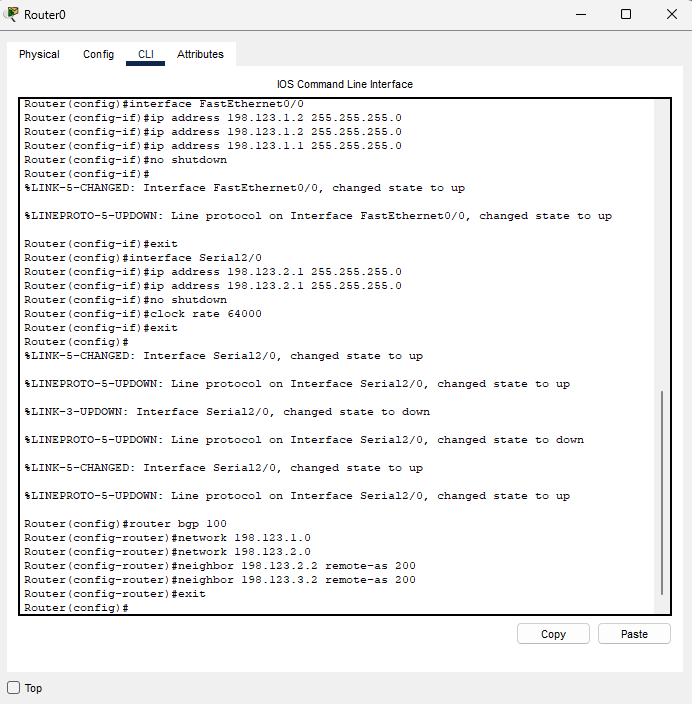 Router0
Physical Config CLI Attributes
IOS Command Line Interface
Router(config)#interface FastEthernet0/0
Router(config-if)#ip address 198.123.1.2 255.255.255.0
Router(config-if)#ip address 198.123.1.2 255.255.255.0
Router(config-if)#ip address 198.123.1.1 255.255.255.0
Router(config-if)#no shutdown
Router(config-if)#
%LINK-5-CHANGED: Interface FastEthernet0/0, changed state to up
%LINEPROTO-5-UPDOWN: Line protocol on Interface FastEthernet0/0, changed state to up
Router(config-if)#exit
Router(config)#interface Serial2/0
Router(config-if)#ip address 198.123.2.1 255.255.255.0
Router(config-if)#ip address 198.123.2.1 255.255.255.0
Router(config-if)#no shutdown
Router(config-if)#clock rate 64000
Router(config-if)#exit
Router(config)#
%LINK-5-CHANGED: Interface Serial2/0, changed state to up
%LINEPROTO-5-UPDOWN: Line protocol on Interface Serial2/0, changed state to up
%LINK-3-UPDOWN: Interface Serial2/0, changed state to down
%LINEPROTO-5-UPDOWN: Line protocol on Interface Serial2/0, changed state to down
%LINK-5-CHANGED: Interface Serial2/0, changed state to up
%LINEPROTO-5-UPDOWN: Line protocol on Interface Serial2/0, changed state to up
Router(config)#router bgp 100
Router(config-router)#network 198.123.1.0
Router(config-router)#network 198.123.2.0
Router(config-router)#neighbor 198.123.2.2 remote-as 200
Router(config-router)#neighbor 198.123.3.2 remote-as 200
Router(config-router)#exit
Router(config)#
Copy Paste
Top